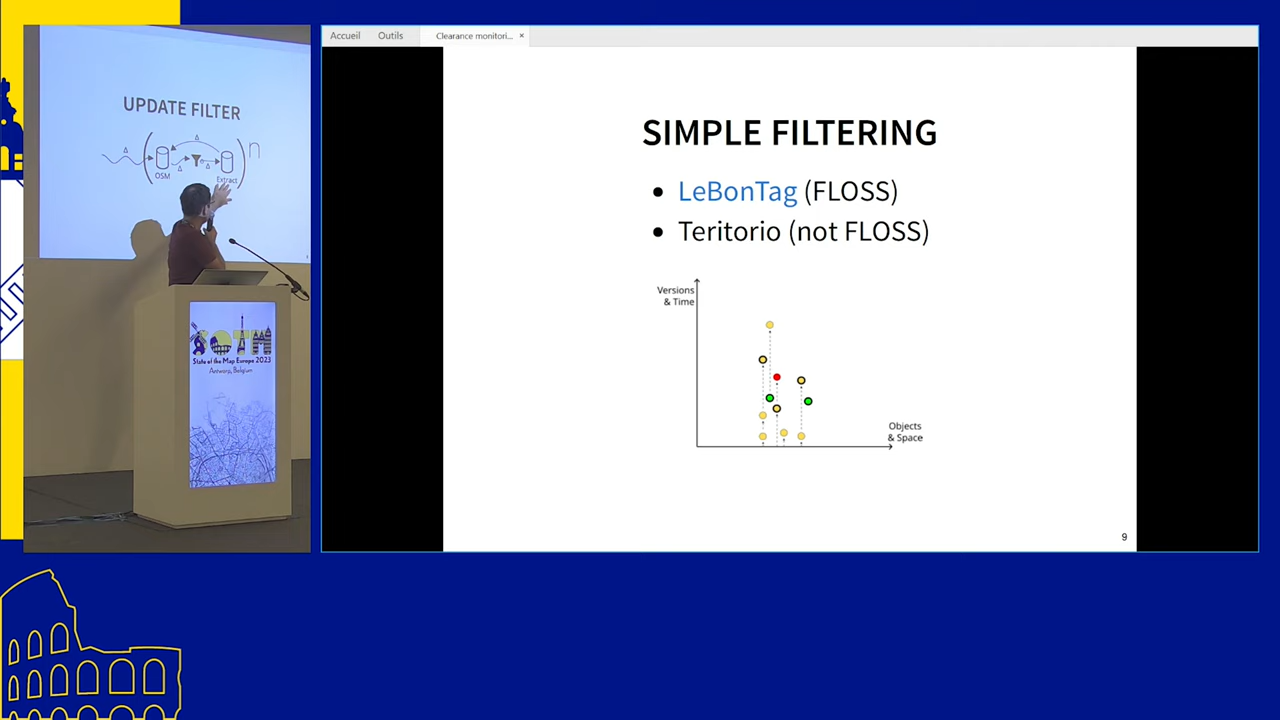 UPDATE FILTER
Δ
Δ
Δ
Δ
n
OSM
Extract
SOTM
State of the Map Europe 2023
Antwerp, Belgium
Accueil
Outils
Clearance monitori...
×
SIMPLE FILTERING
• LeBonTag (FLOSS)
• Teritorio (not FLOSS)
Versions
& Time
Objects
& Space
9